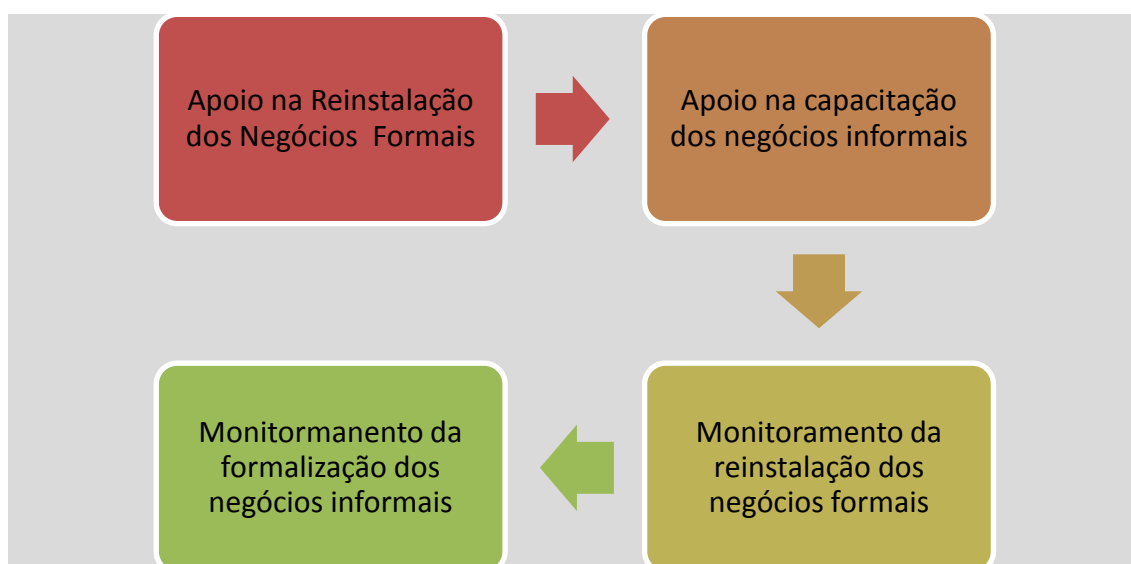 Apoio na Reinstalação
dos Negócios Formais
Apoio na capacitação
dos negócios informais
Monitoramento da
reinstalação dos
negócios formais
Monitormanento da
formalização dos
negócios informais